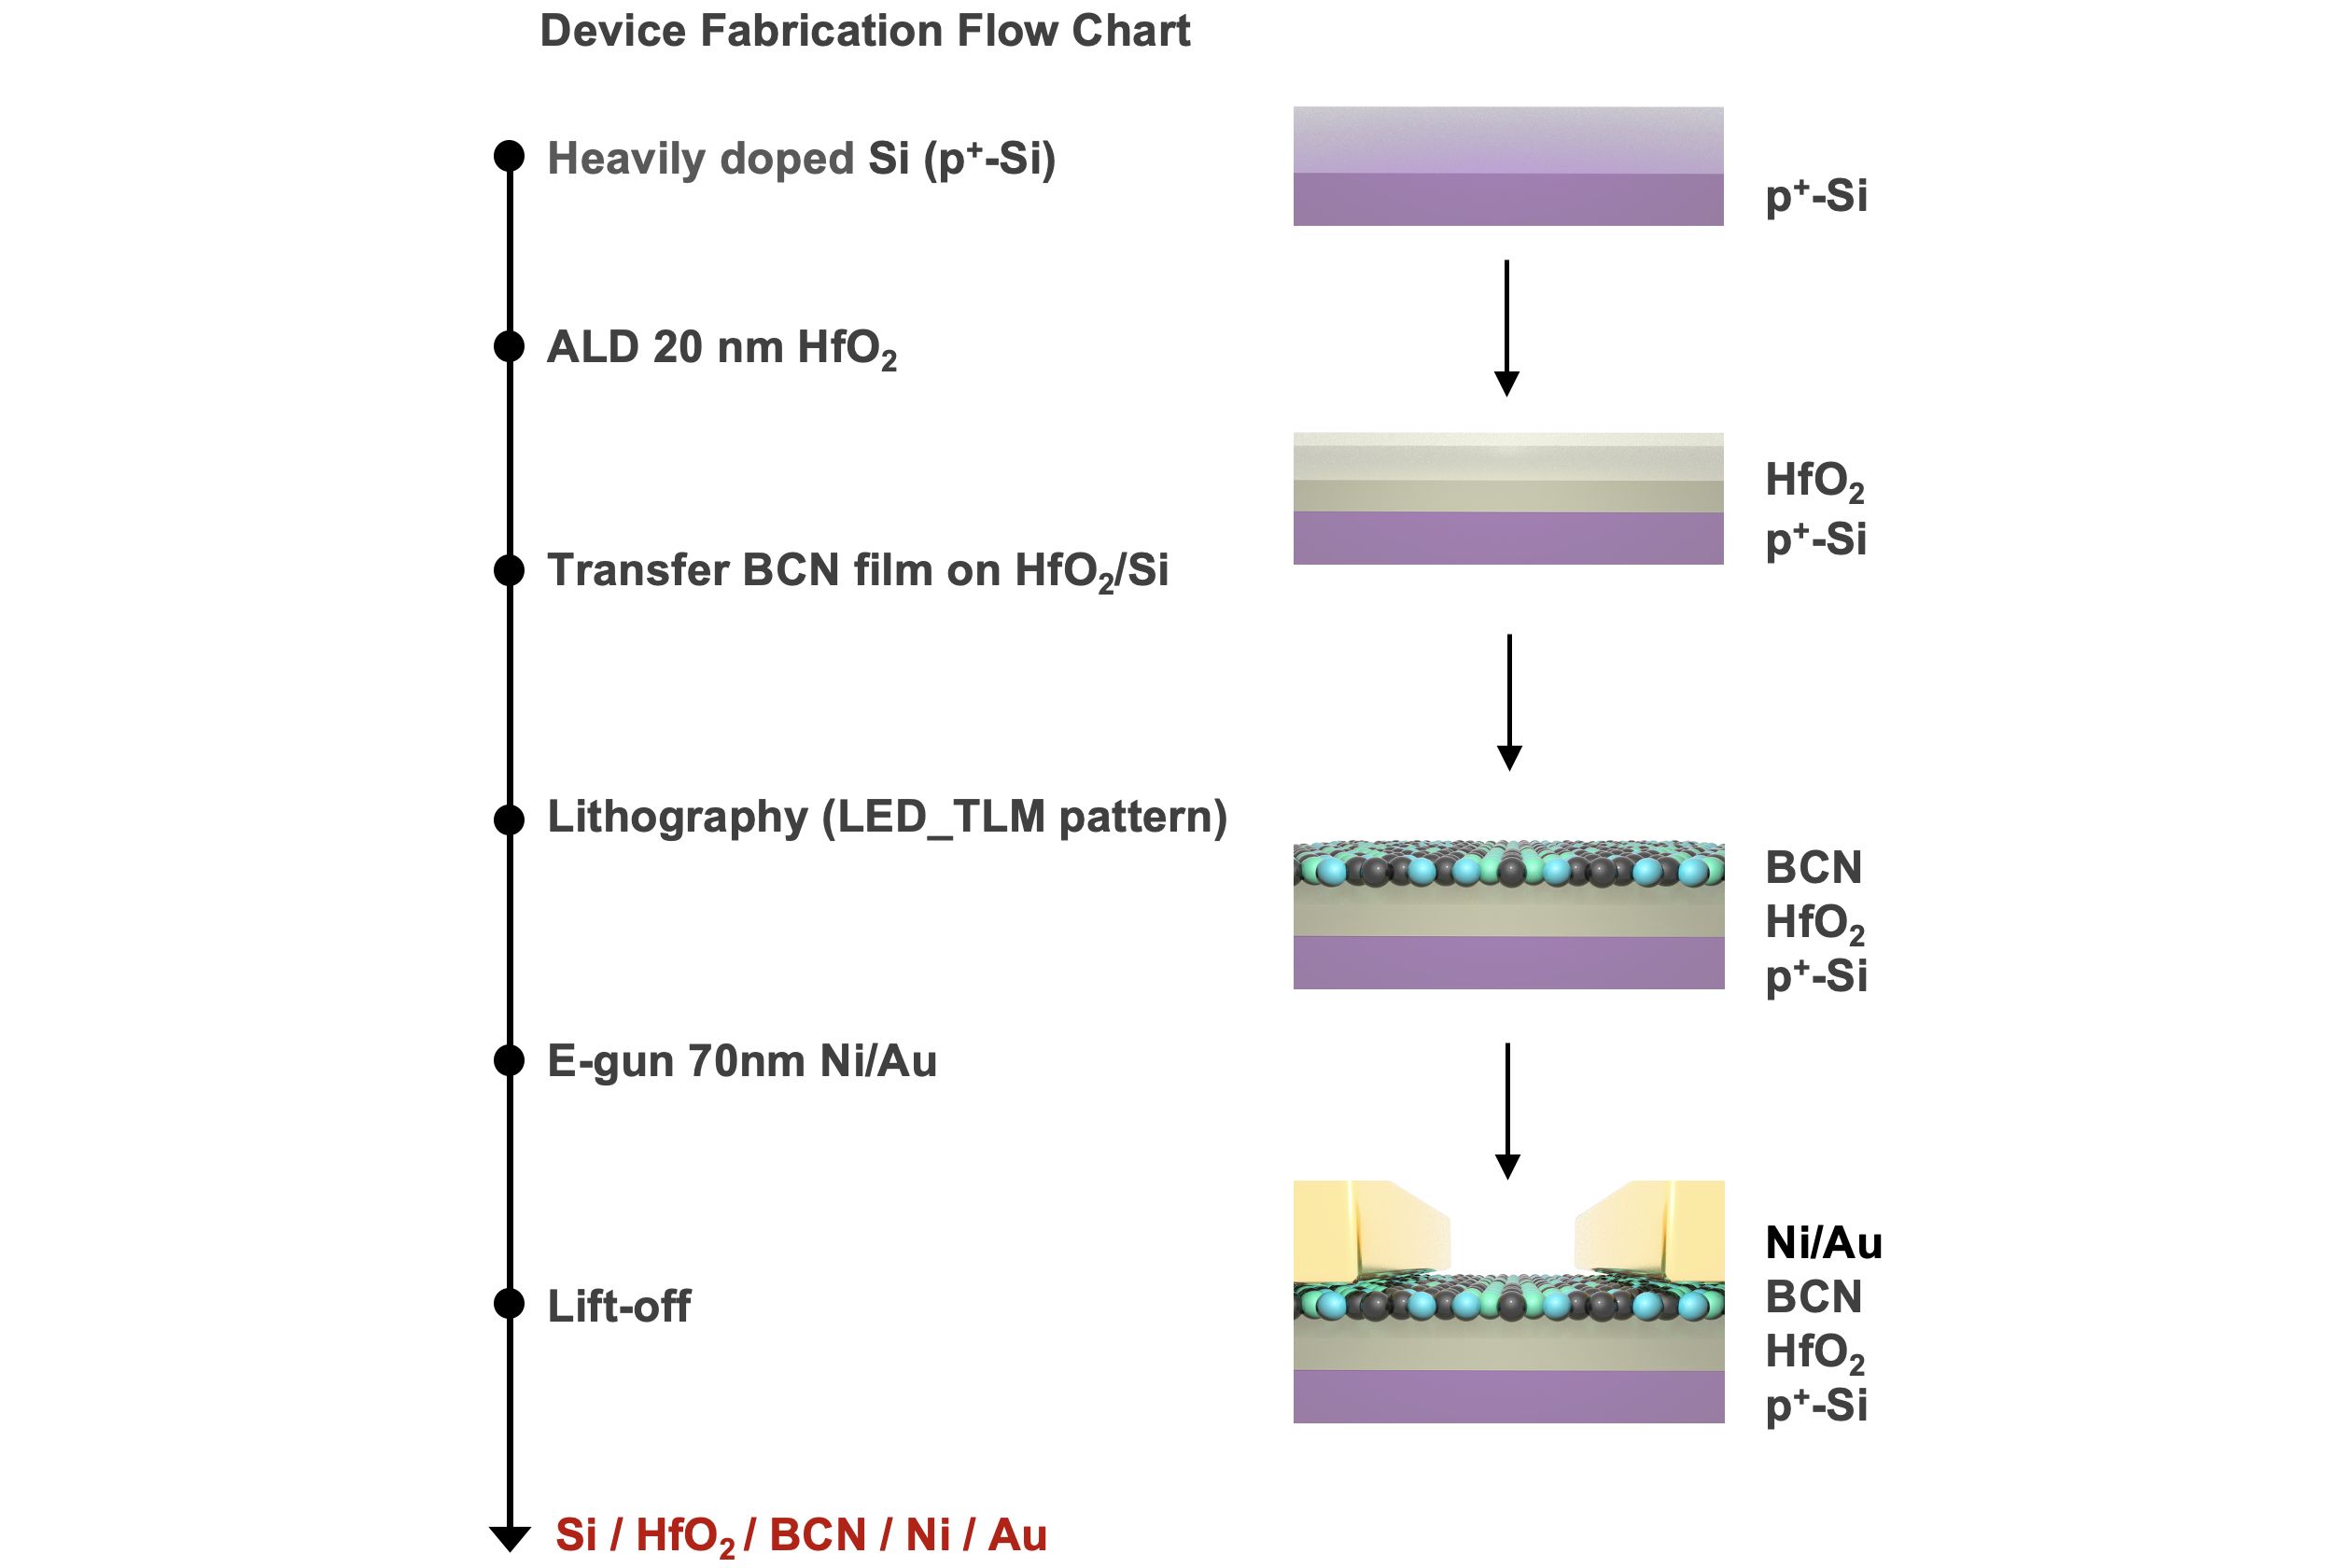 Device Fabrication Flow Chart
Heavily doped Si (p⁺-Si)
ALD 20 nm HfO₂
Transfer BCN film on HfO₂/Si
Lithography (LED_TLM pattern)
E-gun 70nm Ni/Au
Lift-off
Si / HfO₂ / BCN / Ni / Au
p⁺-Si
HfO₂
p⁺-Si
BCN
HfO₂
p⁺-Si
Ni/Au
BCN
HfO₂
p⁺-Si